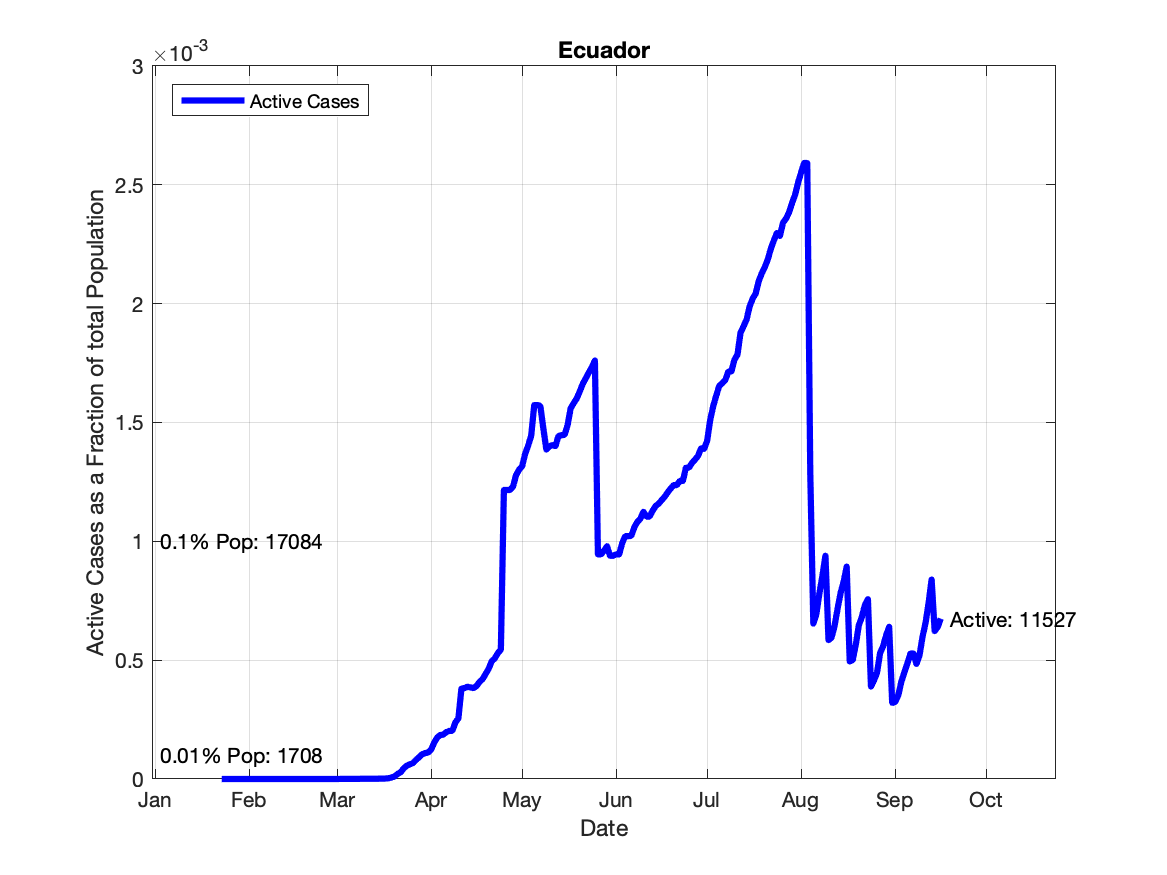 Ecuador
×10-3
3
2.5
2
1.5
1
0.5
0
Active Cases as a Fraction of total Population
Active Cases
0.1% Pop: 17084
0.01% Pop: 1708
Active: 11527
Jan Feb Mar Apr May Jun Jul Aug Sep Oct
Date